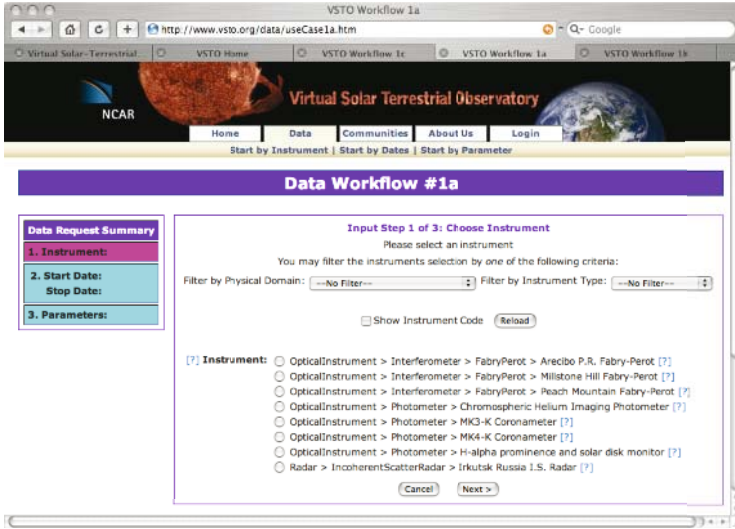 VSTO Workflow 1a
http://www.vsto.org/data/useCase1a.htm
Q- Google
Virtual Solar-Terrestrial
VSTO Home
VSTO Workflow 1c
VSTO Workflow 1a
VSTO Workflow 1b
NCAR
Virtual Solar Terrestrial Observatory
Home Data Communities About Us Login
Start by Instrument | Start by Dates | Start by Parameter
Data Workflow #1a
Data Request Summary
1. Instrument:
2. Start Date:
Stop Date:
3. Parameters:
Input Step 1 of 3: Choose Instrument
Please select an instrument
You may filter the instruments selection by one of the following criteria:
Filter by Physical Domain: --No Filter-- Filter by Instrument Type: --No Filter--
Show Instrument Code Reload
[?] Instrument: OpticalInstrument > Interferometer > FabryPerot > Arecibo P.R. Fabry-Perot [?]
OpticalInstrument > Interferometer > FabryPerot > Millstone Hill Fabry-Perot [?]
OpticalInstrument > Interferometer > FabryPerot > Peach Mountain Fabry-Perot [?]
OpticalInstrument > Photometer > Chromospheric Helium Imaging Photometer [?]
OpticalInstrument > Photometer > MK3-K Coronameter [?]
OpticalInstrument > Photometer > MK4-K Coronameter [?]
OpticalInstrument > Photometer > H-alpha prominence and solar disk monitor [?]
Radar > IncoherentScatterRadar > Irkutsk Russia I.S. Radar [?]
Cancel Next >